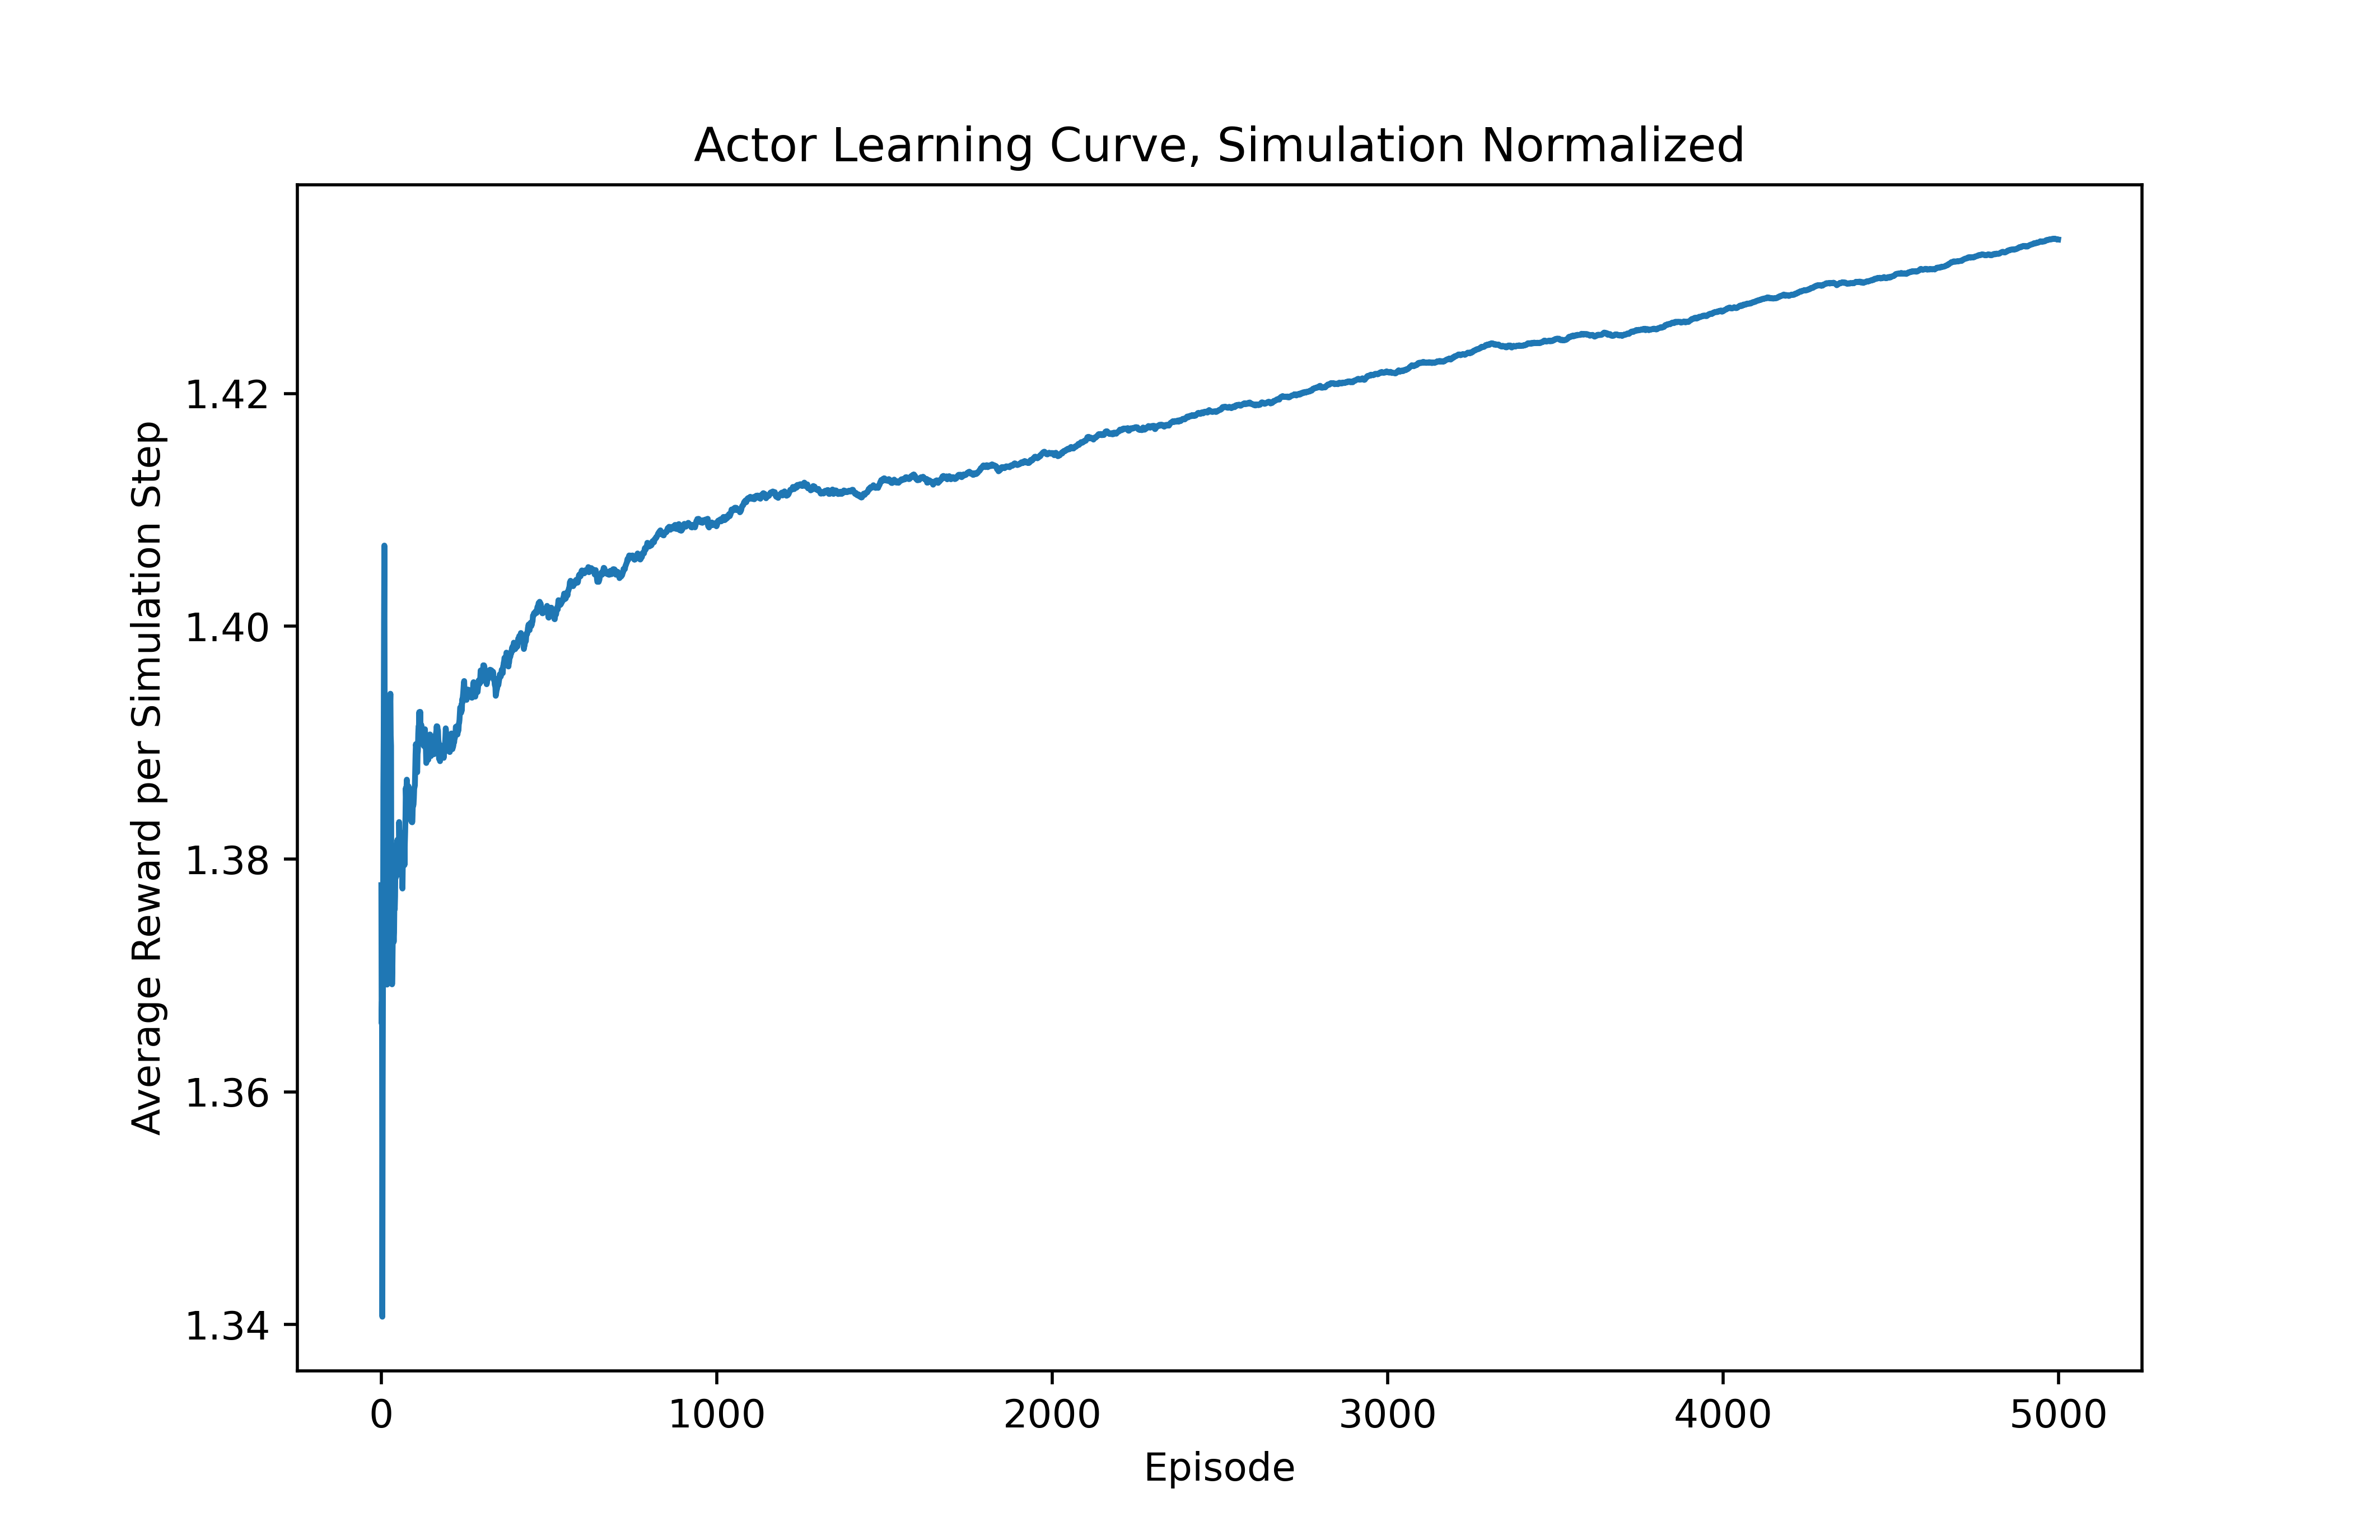 Actor Learning Curve, Simulation Normalized
Average Reward per Simulation Step
1.42
1.40
1.38
1.36
1.34
0 1000 2000 3000 4000 5000
Episode